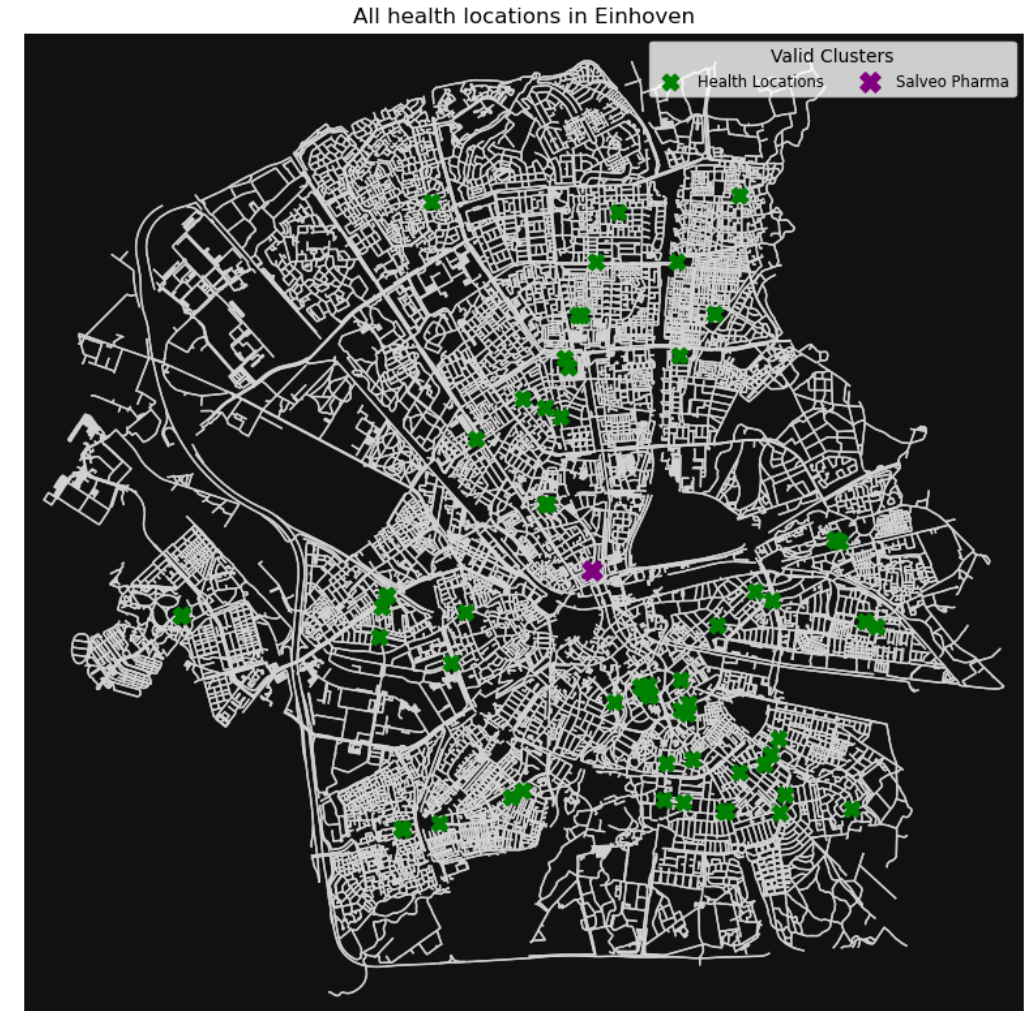 All health locations in Einhoven
Valid Clusters
Health Locations
Salveo Pharma